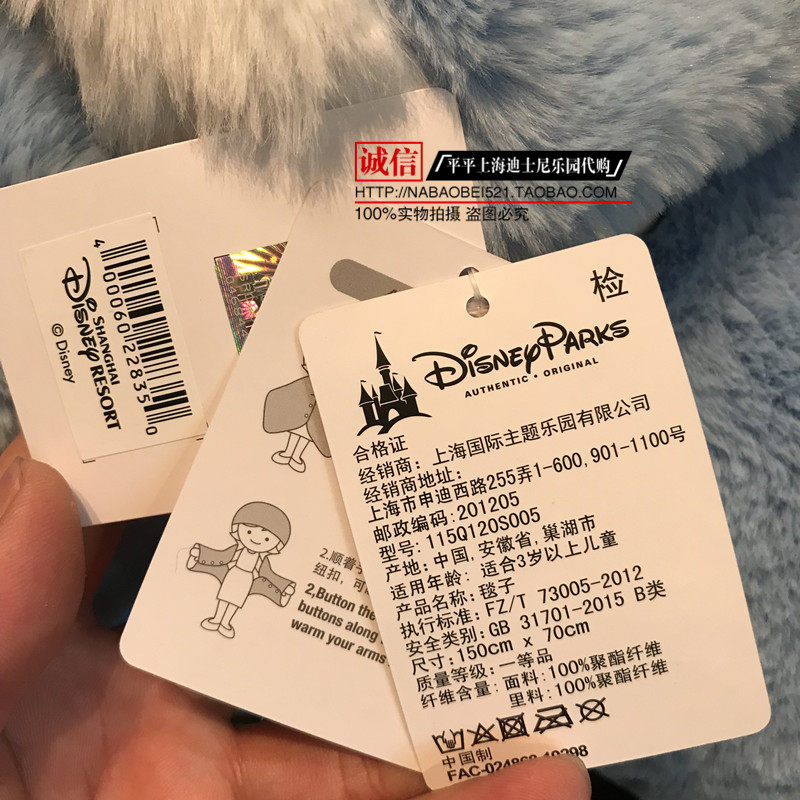 诚信
平平上海迪士尼乐园代购
HTTP://NABAOBEI521.TAOBAO.COM
100%实物拍摄 盗图必究
4 000060 228350
SHANGHAI
Disney RESORT
© Disney
2.顺着
纽扣,可
2,Button the
buttons along
warm your arms
检
Disney PARKS
AUTHENTIC • ORIGINAL
合格证
经销商: 上海国际主题乐园有限公司
经销商地址:
上海市申迪西路255弄1-600,901-1100号
邮政编码:201205
型号: 115Q120S005
产地: 中国,安徽省,巢湖市
适用年龄: 适合3岁以上儿童
产品名称: 毯子
执行标准: FZ/T 73005-2012
安全类别:GB 31701-2015 B类
尺寸:150cm x 70cm
质量等级: 一等品
纤维含量: 面料:100%聚酯纤维
里料:100%聚酯纤维
中国制